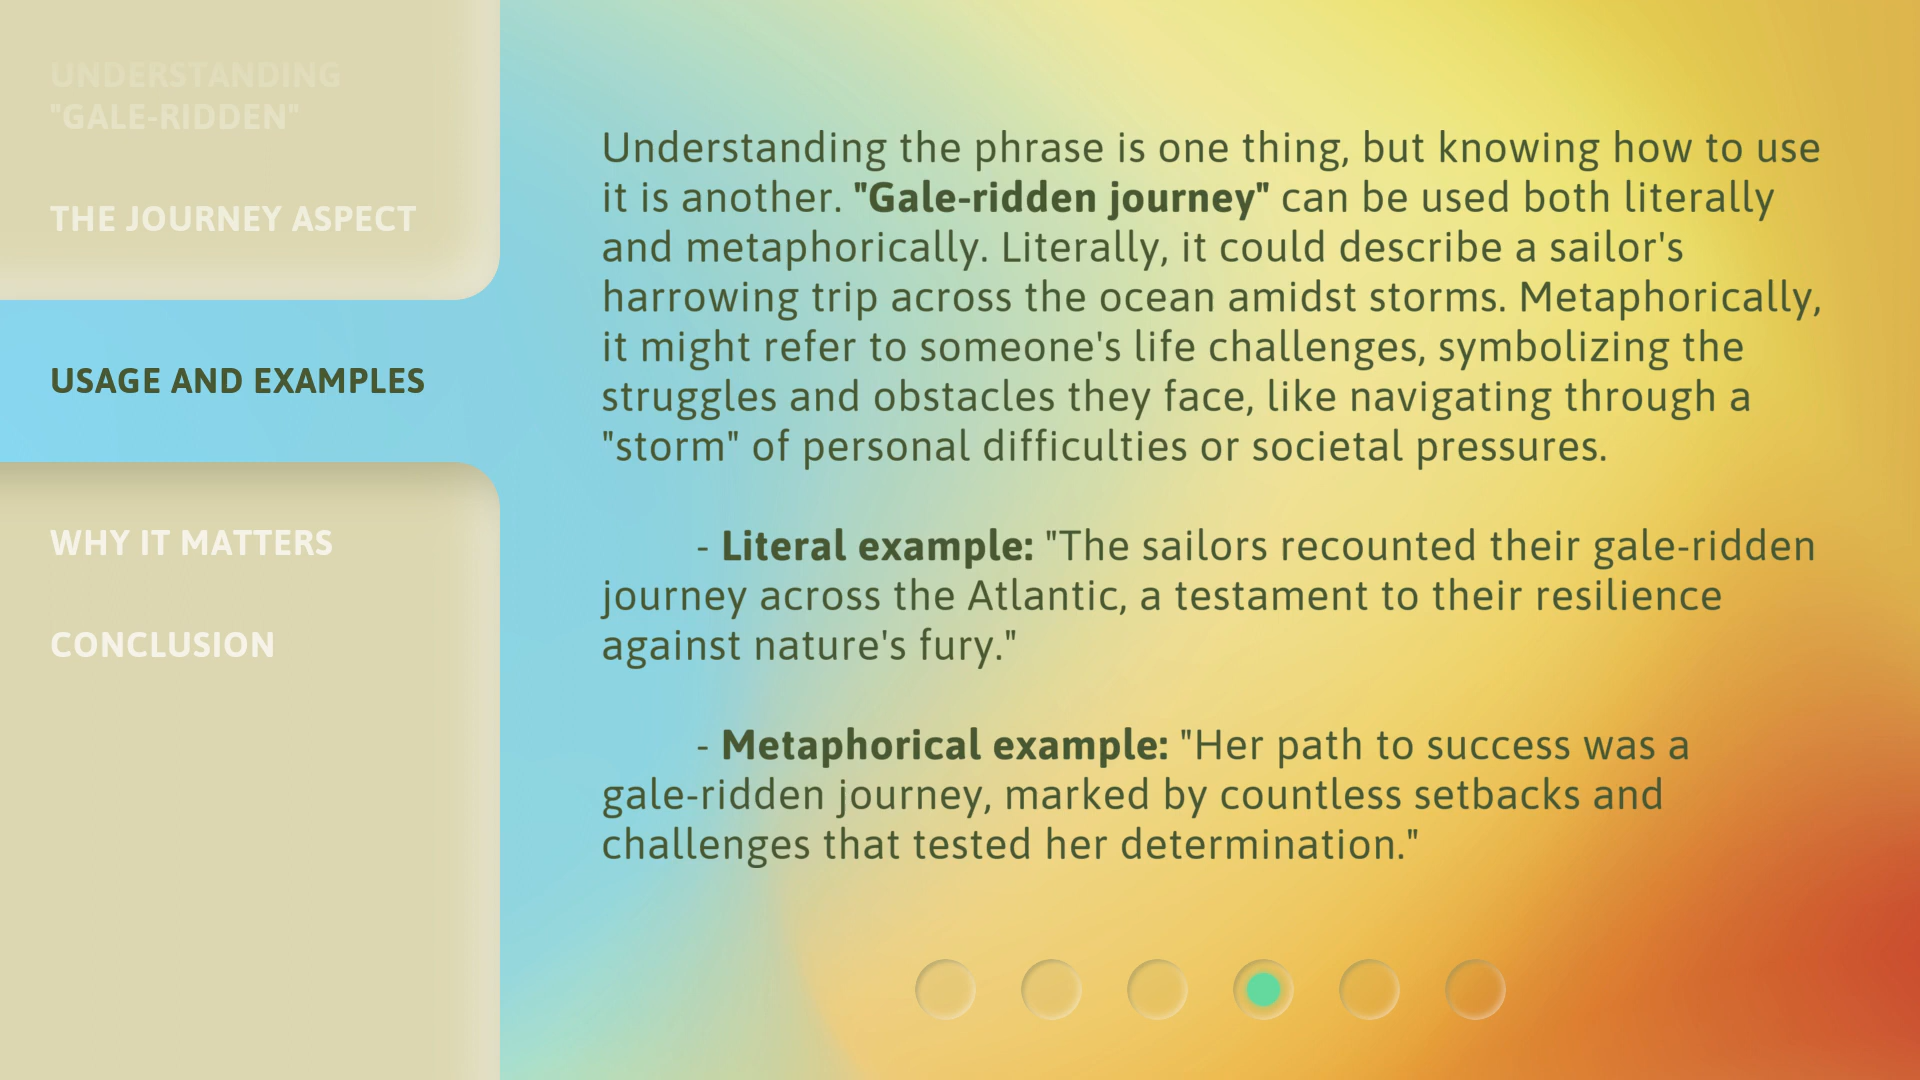 UNDERSTANDING
"GALE-RIDDEN"
THE JOURNEY ASPECT
USAGE AND EXAMPLES
WHY IT MATTERS
CONCLUSION
Understanding the phrase is one thing, but knowing how to use
it is another. "Gale-ridden journey" can be used both literally
and metaphorically. Literally, it could describe a sailor's
harrowing trip across the ocean amidst storms. Metaphorically,
it might refer to someone's life challenges, symbolizing the
struggles and obstacles they face, like navigating through a
"storm" of personal difficulties or societal pressures.
- Literal example: "The sailors recounted their gale-ridden
journey across the Atlantic, a testament to their resilience
against nature's fury."
- Metaphorical example: "Her path to success was a
gale-ridden journey, marked by countless setbacks and
challenges that tested her determination."